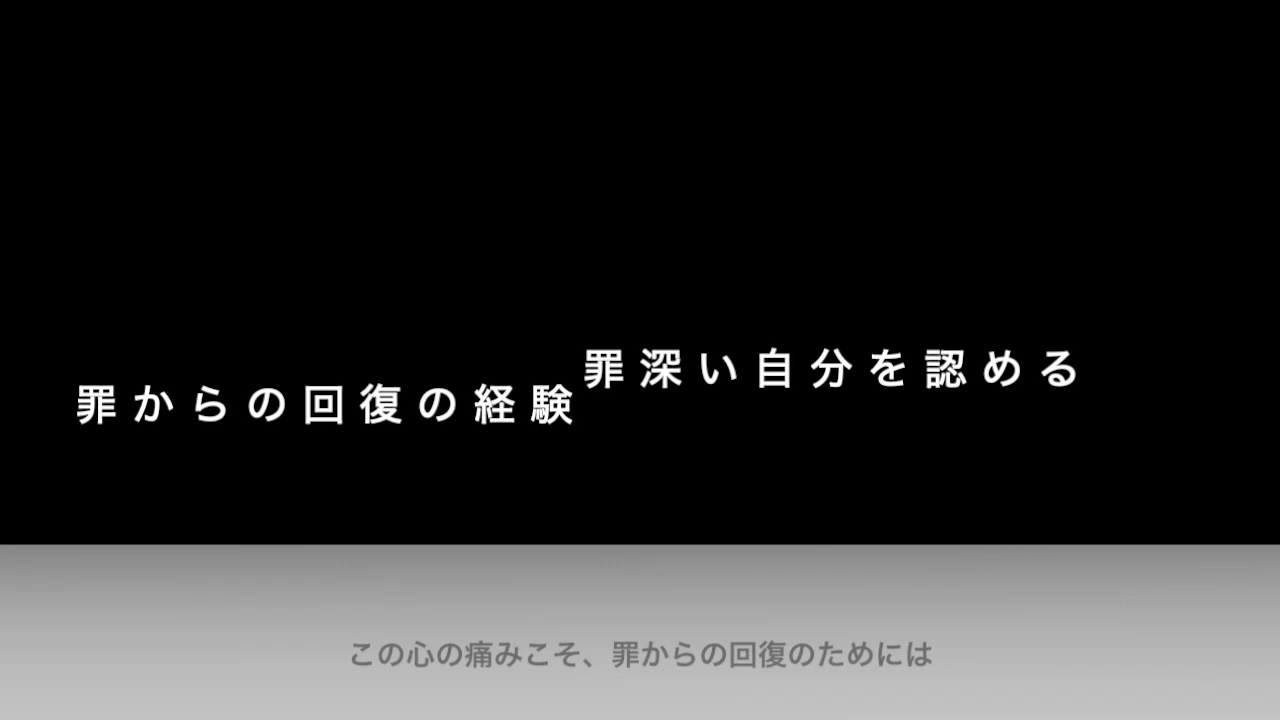 罪からの回復の経験
罪深い自分を認める
この心の痛みこそ、罪からの回復のためには